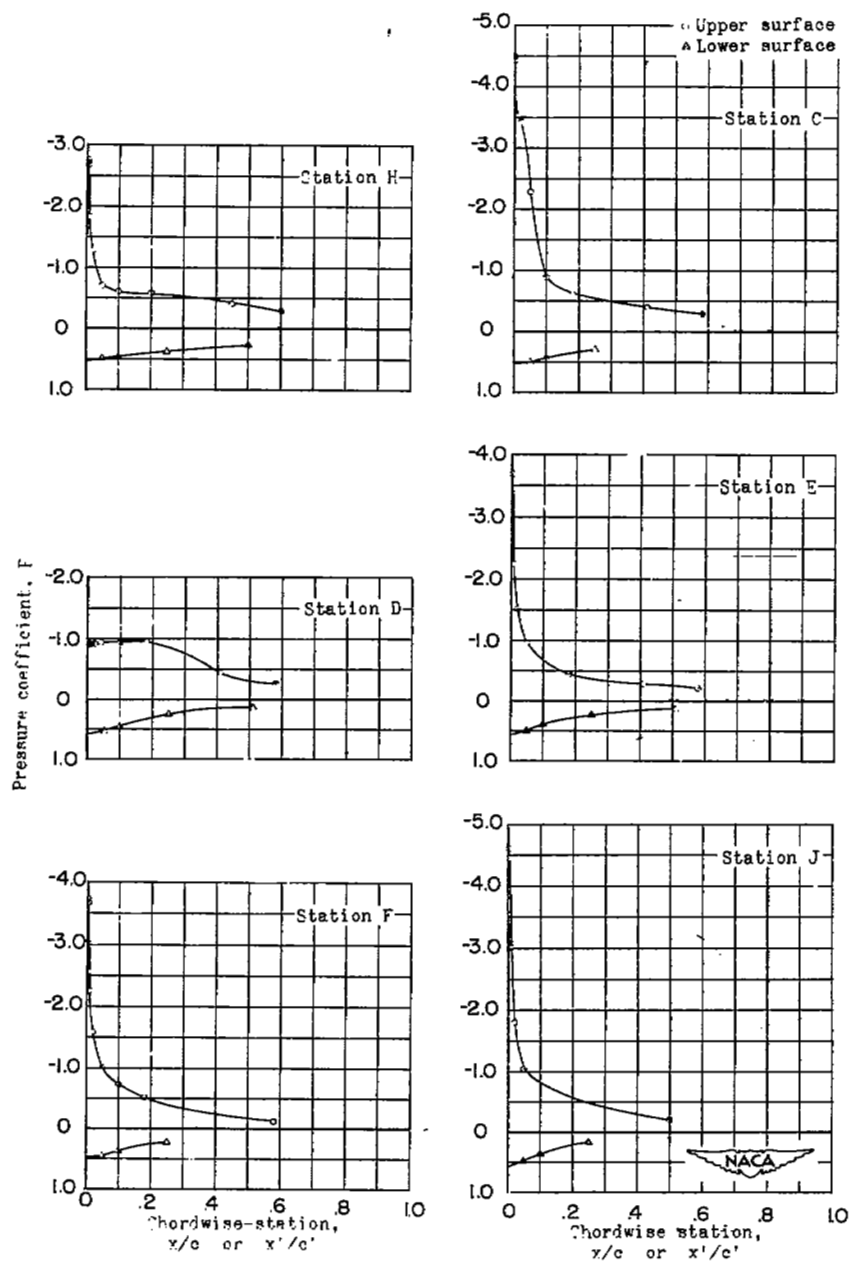 Upper surface
Lower surface
-5.0
-4.0
Station C
-3.0
-2.0
-1.0
0
1.0
-3.0
Station H
-2.0
-1.0
0
1.0
-4.0
Station E
-3.0
-2.0
-1.0
0
1.0
Pressure coefficient, P
-2.0
Station D
-1.0
0
1.0
-5.0
Station J
-4.0
-3.0
-2.0
-1.0
0
1.0
NACA
0 .2 .4 .6 .8 1.0
Chordwise station,
x/c or x'/c'
-4.0
Station F
-3.0
-2.0
-1.0
0
1.0
0 .2 .4 .6 .8 1.0
Chordwise station,
x/c or x'/c'